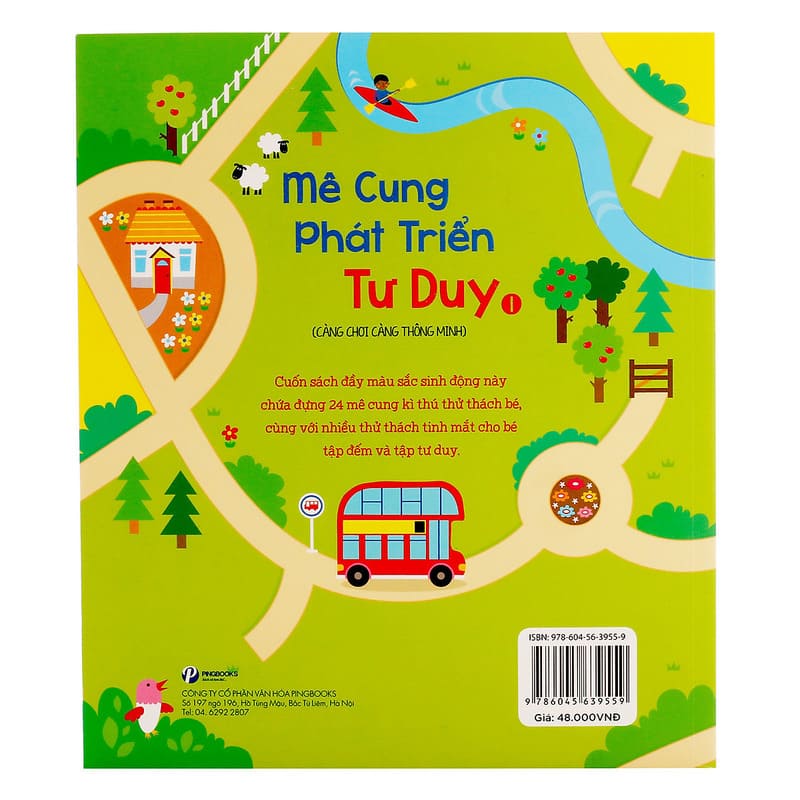 Mê Cung
Phát Triển
Tư Duy 1
(CÀNG CHƠI CÀNG THÔNG MINH)
Cuốn sách đầy màu sắc sinh động này
chứa đựng 24 mê cung kì thú thử thách bé,
cùng với nhiều thử thách tinh mắt cho bé
tập đếm và tập tư duy.
ISBN: 978-604-56-3955-9
9 786045 639559
Giá: 48.000VNĐ
PINGBOOKS
CÔNG TY CỔ PHẦN VĂN HÓA PINGBOOKS
Số 197 ngõ 196, Hồ Tùng Mậu, Bắc Từ Liêm, Hà Nội
Tel: 04. 6292 2807